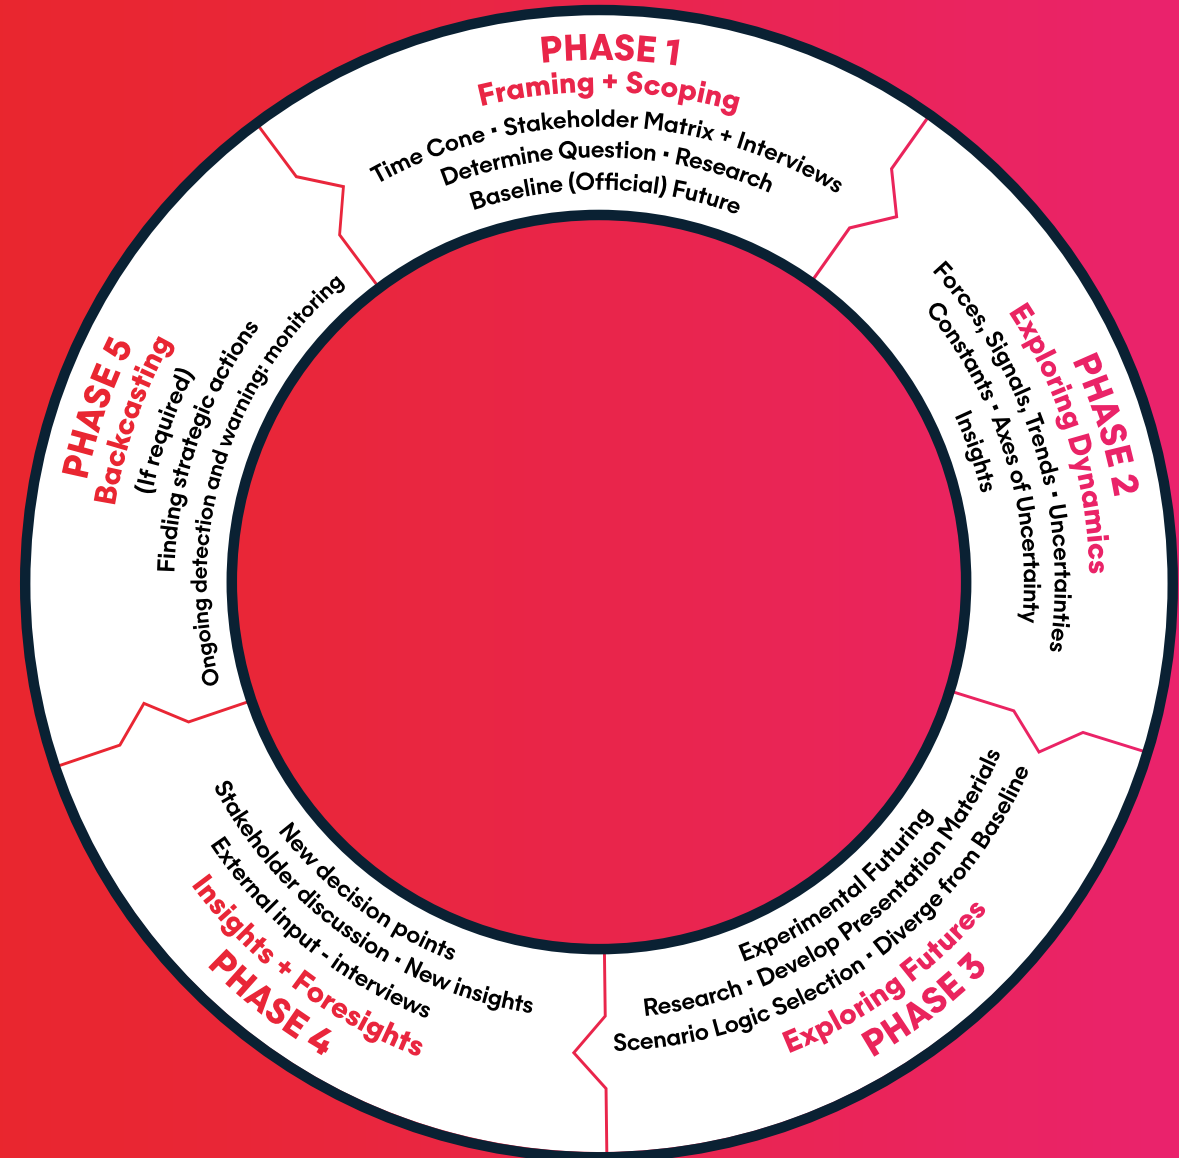 PHASE 1
Framing + Scoping
Time Cone · Stakeholder Matrix + Interviews
Determine Question · Research
Baseline (Official) Future
PHASE 2
Exploring Dynamics
Forces, Signals, Trends · Uncertainties
Constants · Axes of Uncertainty
Insights
Experimental Futuring
Research · Develop Presentation Materials
Scenario Logic Selection · Diverge from Baseline
Exploring Futures
PHASE 3
New decision points
Stakeholder discussion · New insights
External input - interviews
Insights + Foresights
PHASE 4
PHASE 5
Backcasting
(If required)
Finding strategic actions
Ongoing detection and warning; monitoring